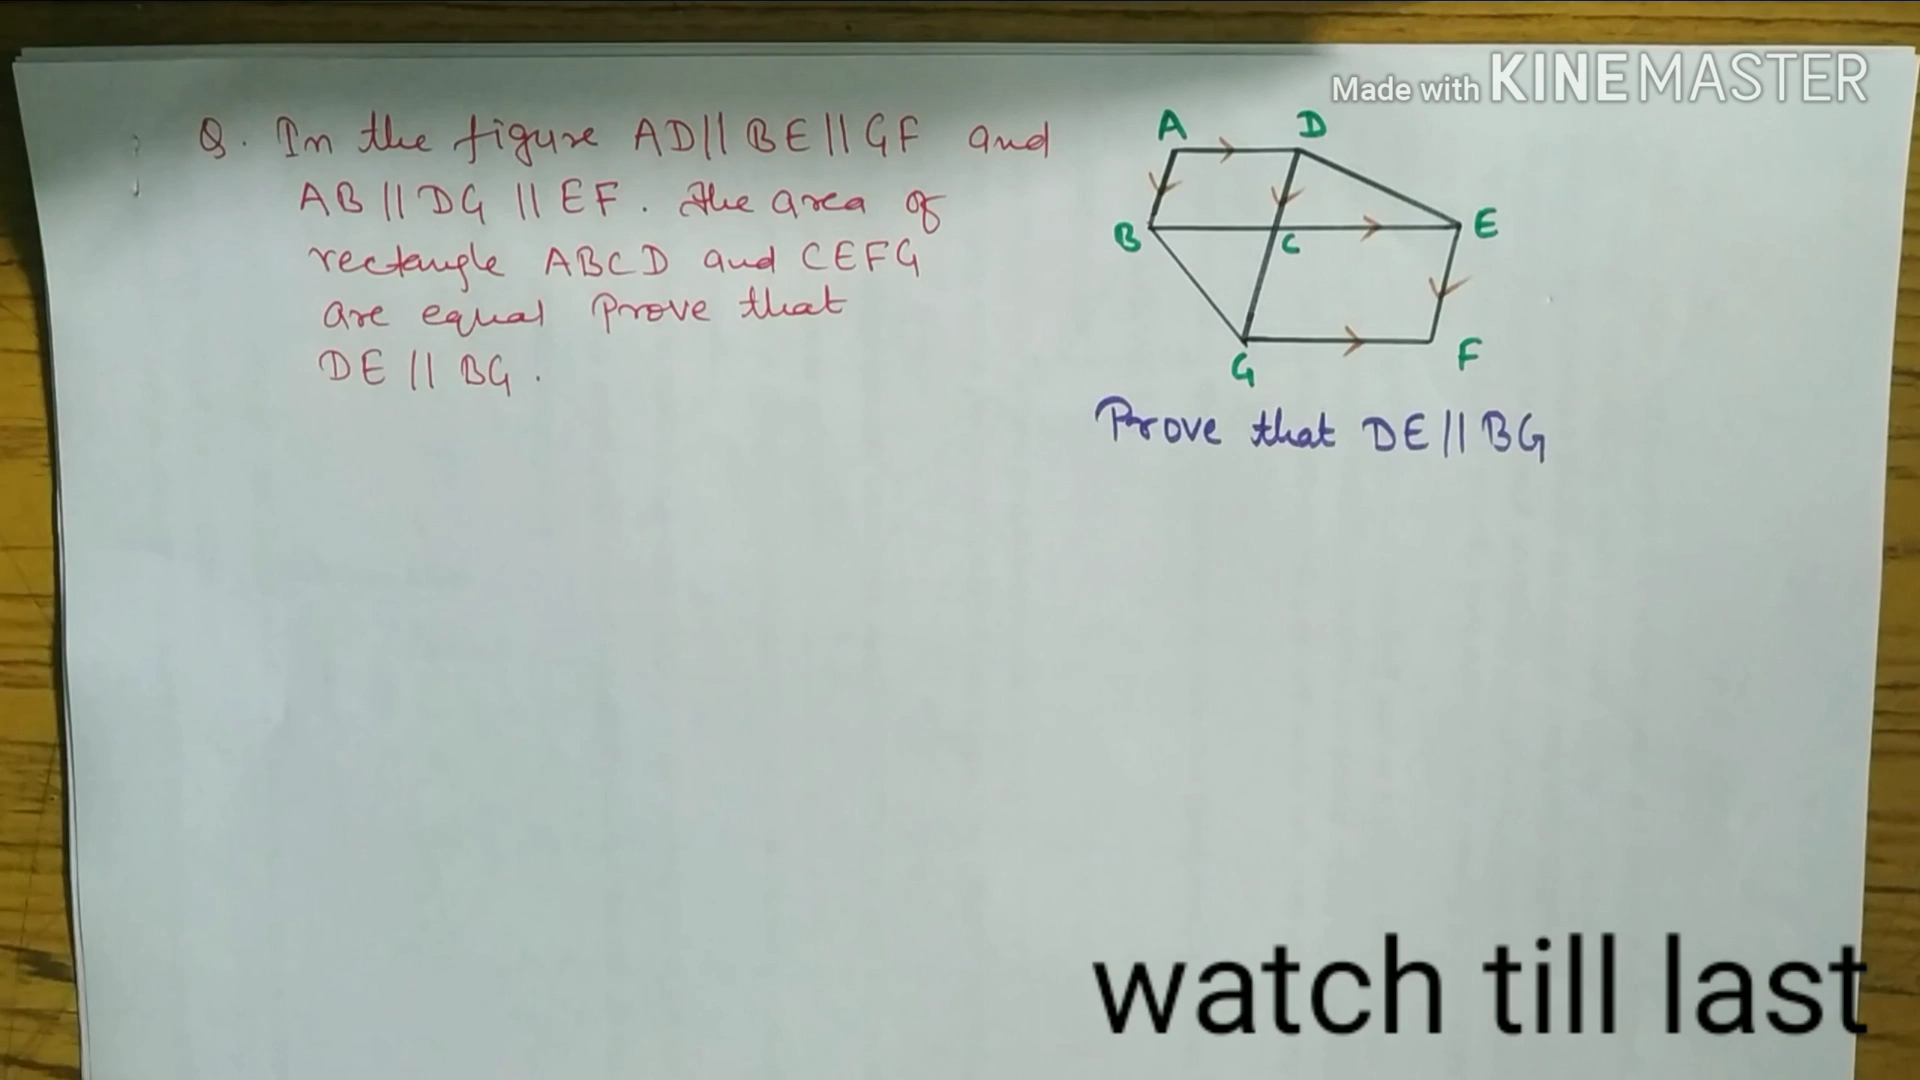 Made with KINEMASTER
Q. In the figure AD || BE || GF and
AB || DG || EF. The area of
rectangle ABCD and CEFG
are equal Prove that
DE || BG.
A D
B C E
G F
Prove that DE || BG
watch till last